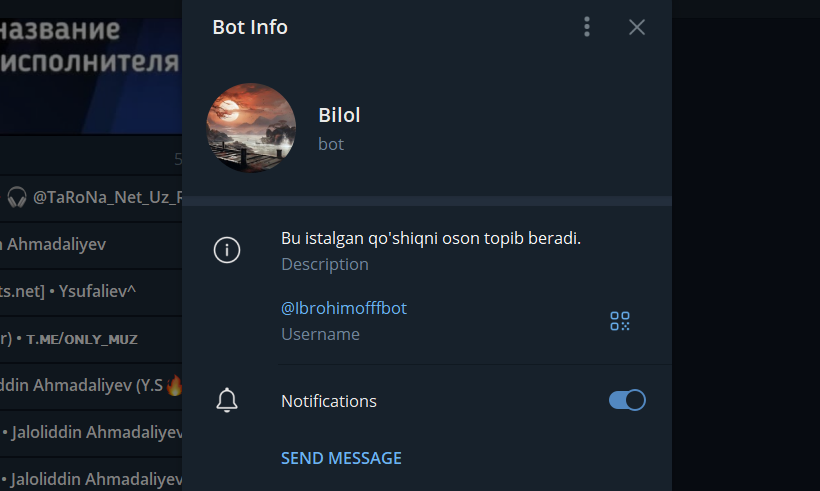 название
исполнителя
Bot Info
Bilol
bot
5
@TaRoNa_Net_Uz_
Ahmadaliyev
Bu istalgan qo'shiqni oson topib beradi.
Description
ts.net] • Ysufaliev^
@Ibrohimofffbot
Username
r) • T.ME/ONLY_MUZ
ddin Ahmadaliyev (Y.S🔥
Notifications
• Jaloliddin Ahmadaliyev
SEND MESSAGE
• Jaloliddin Ahmadaliyev